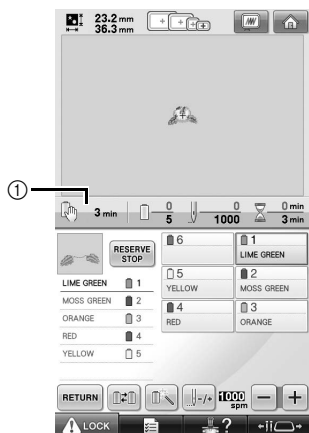 23.2 mm
36.3 mm
1
3 min
0
5
0
1000
0 min
3 min
RESERVE
STOP
LIME GREEN 1
MOSS GREEN 2
ORANGE 3
RED 4
YELLOW 5
6
1
LIME GREEN
5
YELLOW
2
MOSS GREEN
4
RED
3
ORANGE
RETURN
-/+
1000
spm
−
+
LOCK
?